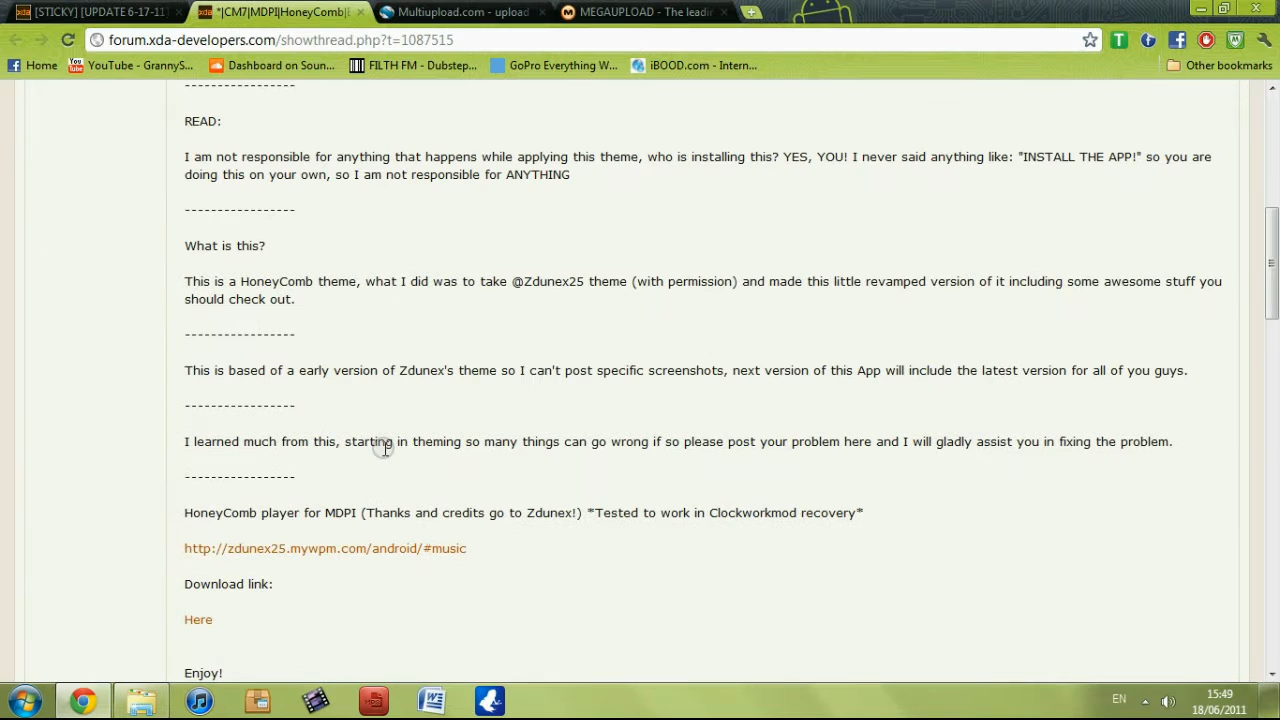 [STICKY] [UPDATE 6-17-11]
*|CM7|MDPI|HoneyComb|
Multiupload.com - upload
MEGAUPLOAD - The leadi
forum.xda-developers.com/showthread.php?t=1087515
Home
YouTube - GrannyS...
Dashboard on Soun...
FILTH FM - Dubstep...
GoPro Everything W...
iBOOD.com - Intern...
Other bookmarks
-----------------
READ:
I am not responsible for anything that happens while applying this theme, who is installing this? YES, YOU! I never said anything like: "INSTALL THE APP!" so you are
doing this on your own, so I am not responsible for ANYTHING
-----------------
What is this?
This is a HoneyComb theme, what I did was to take @Zdunex25 theme (with permission) and made this little revamped version of it including some awesome stuff you
should check out.
-----------------
This is based of a early version of Zdunex's theme so I can't post specific screenshots, next version of this App will include the latest version for all of you guys.
-----------------
I learned much from this, starting in theming so many things can go wrong if so please post your problem here and I will gladly assist you in fixing the problem.
-----------------
HoneyComb player for MDPI (Thanks and credits go to Zdunex!) *Tested to work in Clockworkmod recovery*
http://zdunex25.mywpm.com/android/#music
Download link:
Here
Enjoy!
EN
15:49
18/06/2011